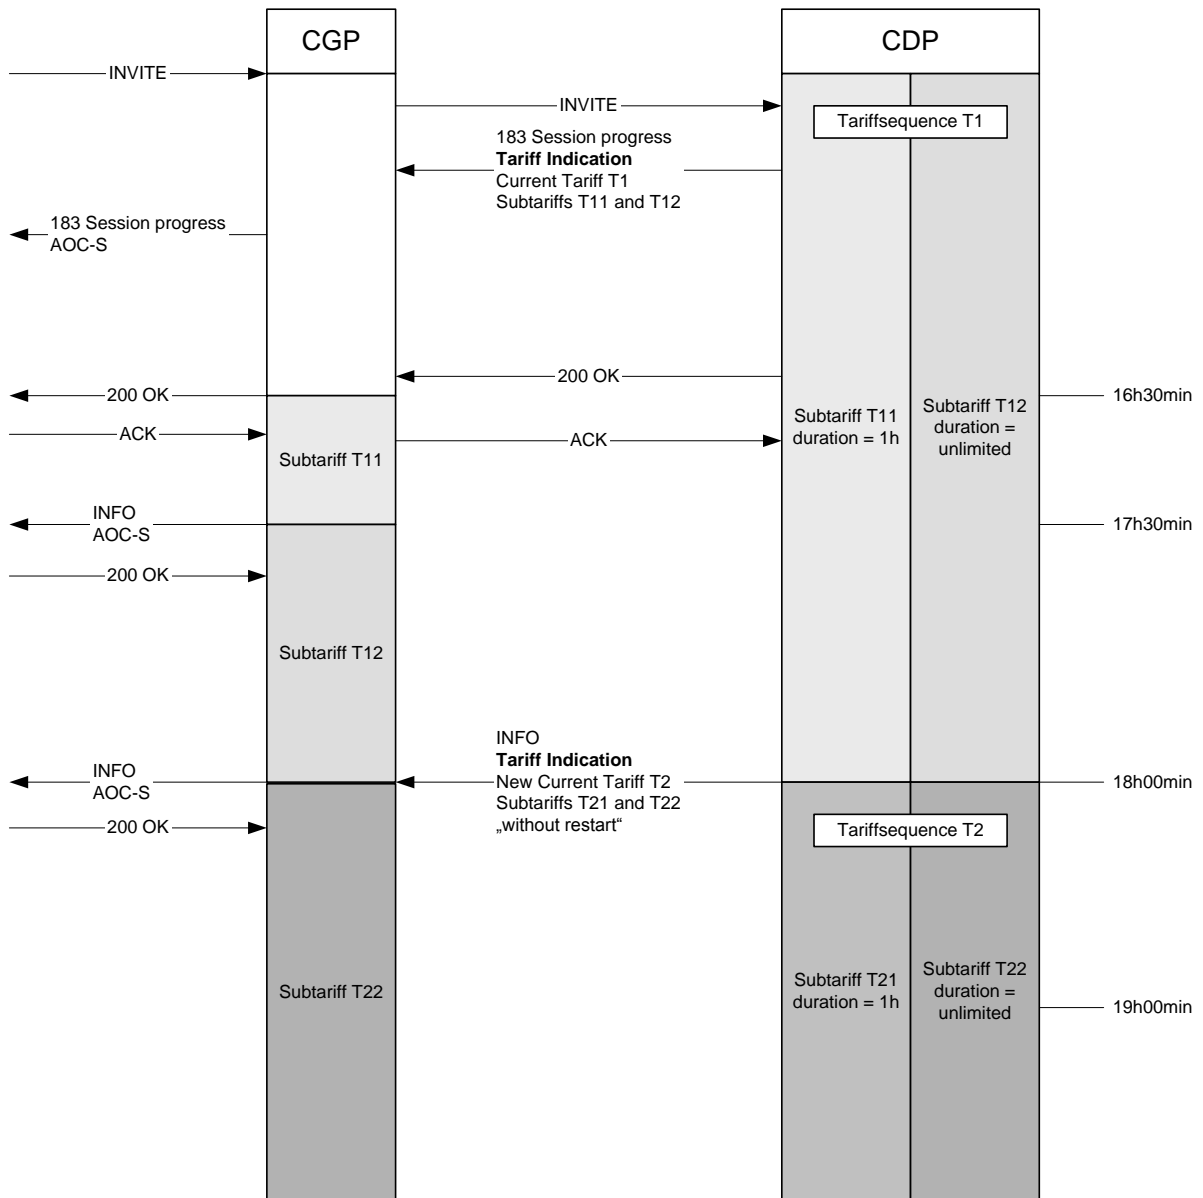 CGP
CDP
INVITE
INVITE
Tariffsequence T1
183 Session progress
Tariff Indication
Current Tariff T1
Subtariffs T11 and T12
183 Session progress
AOC-S
200 OK
200 OK
16h30min
Subtariff T11
duration = 1h
Subtariff T12
duration =
unlimited
ACK
ACK
Subtariff T11
INFO
AOC-S
17h30min
200 OK
Subtariff T12
INFO
Tariff Indication
New Current Tariff T2
Subtariffs T21 and T22
„without restart“
INFO
AOC-S
18h00min
200 OK
Tariffsequence T2
Subtariff T22
Subtariff T21
duration = 1h
Subtariff T22
duration =
unlimited
19h00min